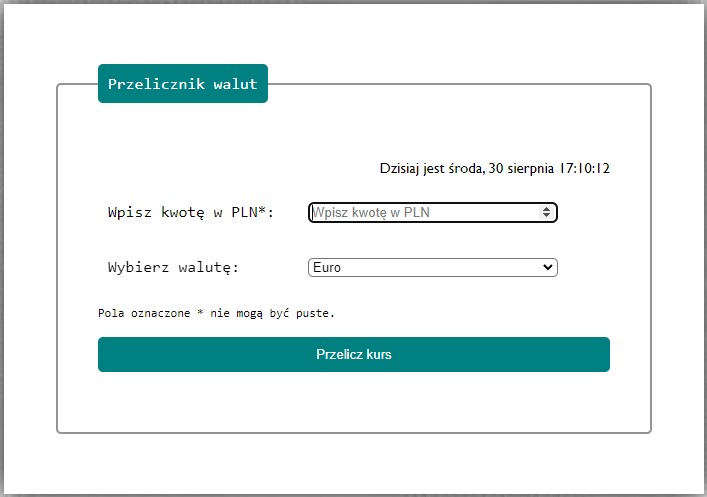 Przelicznik walut
Dzisiaj jest środa, 30 sierpnia 17:10:12
Wpisz kwotę w PLN*: Wpisz kwotę w PLN
Wybierz walutę: Euro
Pola oznaczone * nie mogą być puste.
Przelicz kurs